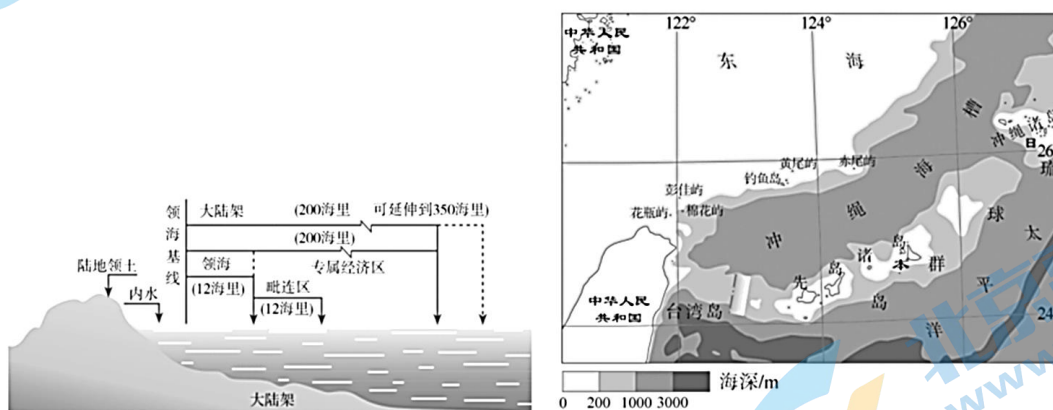 领海基线
大陆架
(200海里
可延伸到350海里)
(200海里)
专属经济区
领海
(12海里)
毗连区
(12海里)
陆地领土
内水
大陆架
122°
124°
126°
中华人民
共和国
东海
黄尾屿
赤尾屿
钓鱼岛
彭佳屿
花瓶屿
棉花屿
冲绳海槽
冲绳诸岛
日本
26
琉球群岛
先岛诸岛
太平洋
中华人民
共和国
台湾岛
24
海深/m
0 200 1000 3000
北京
www.